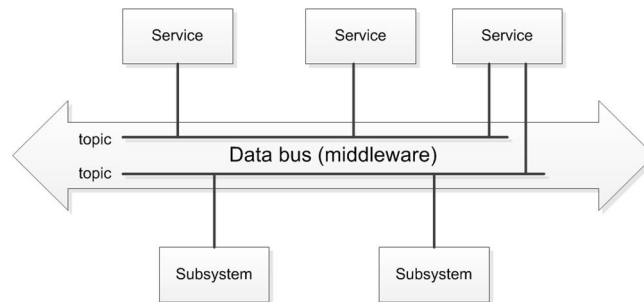 Service
Service
Service
topic
Data bus (middleware)
topic
Subsystem
Subsystem